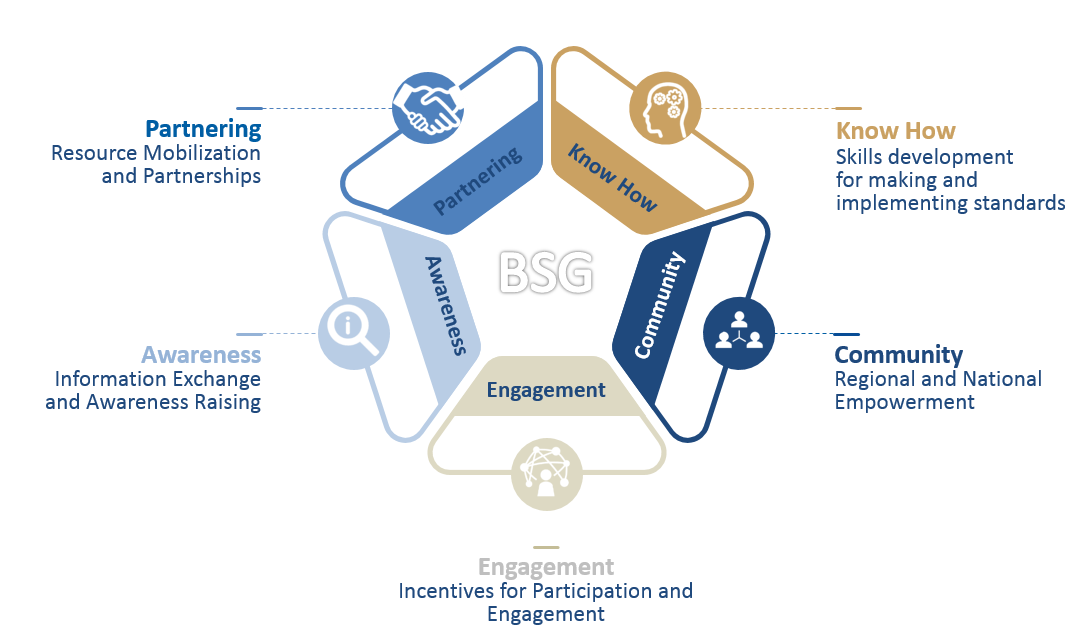 Partnering
Resource Mobilization
and Partnerships
Know How
Skills development
for making and
implementing standards
Partnering
Know How
Awareness
BSG
Community
Engagement
Awareness
Information Exchange
and Awareness Raising
Community
Regional and National
Empowerment
Engagement
Incentives for Participation and
Engagement